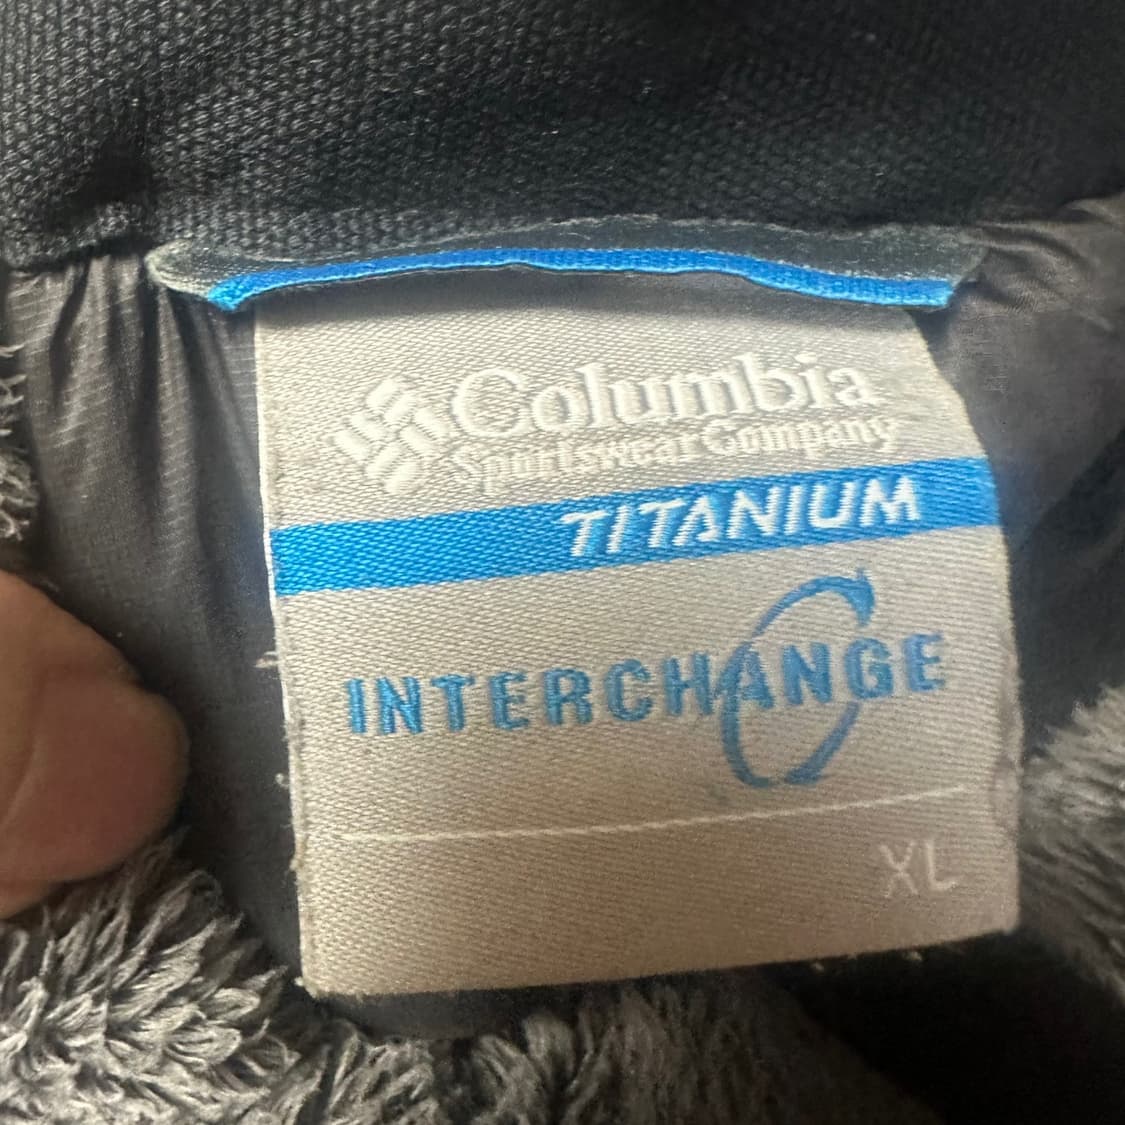 Columbia
Sportswear Company
TITANIUM
INTERCHANGE
XL